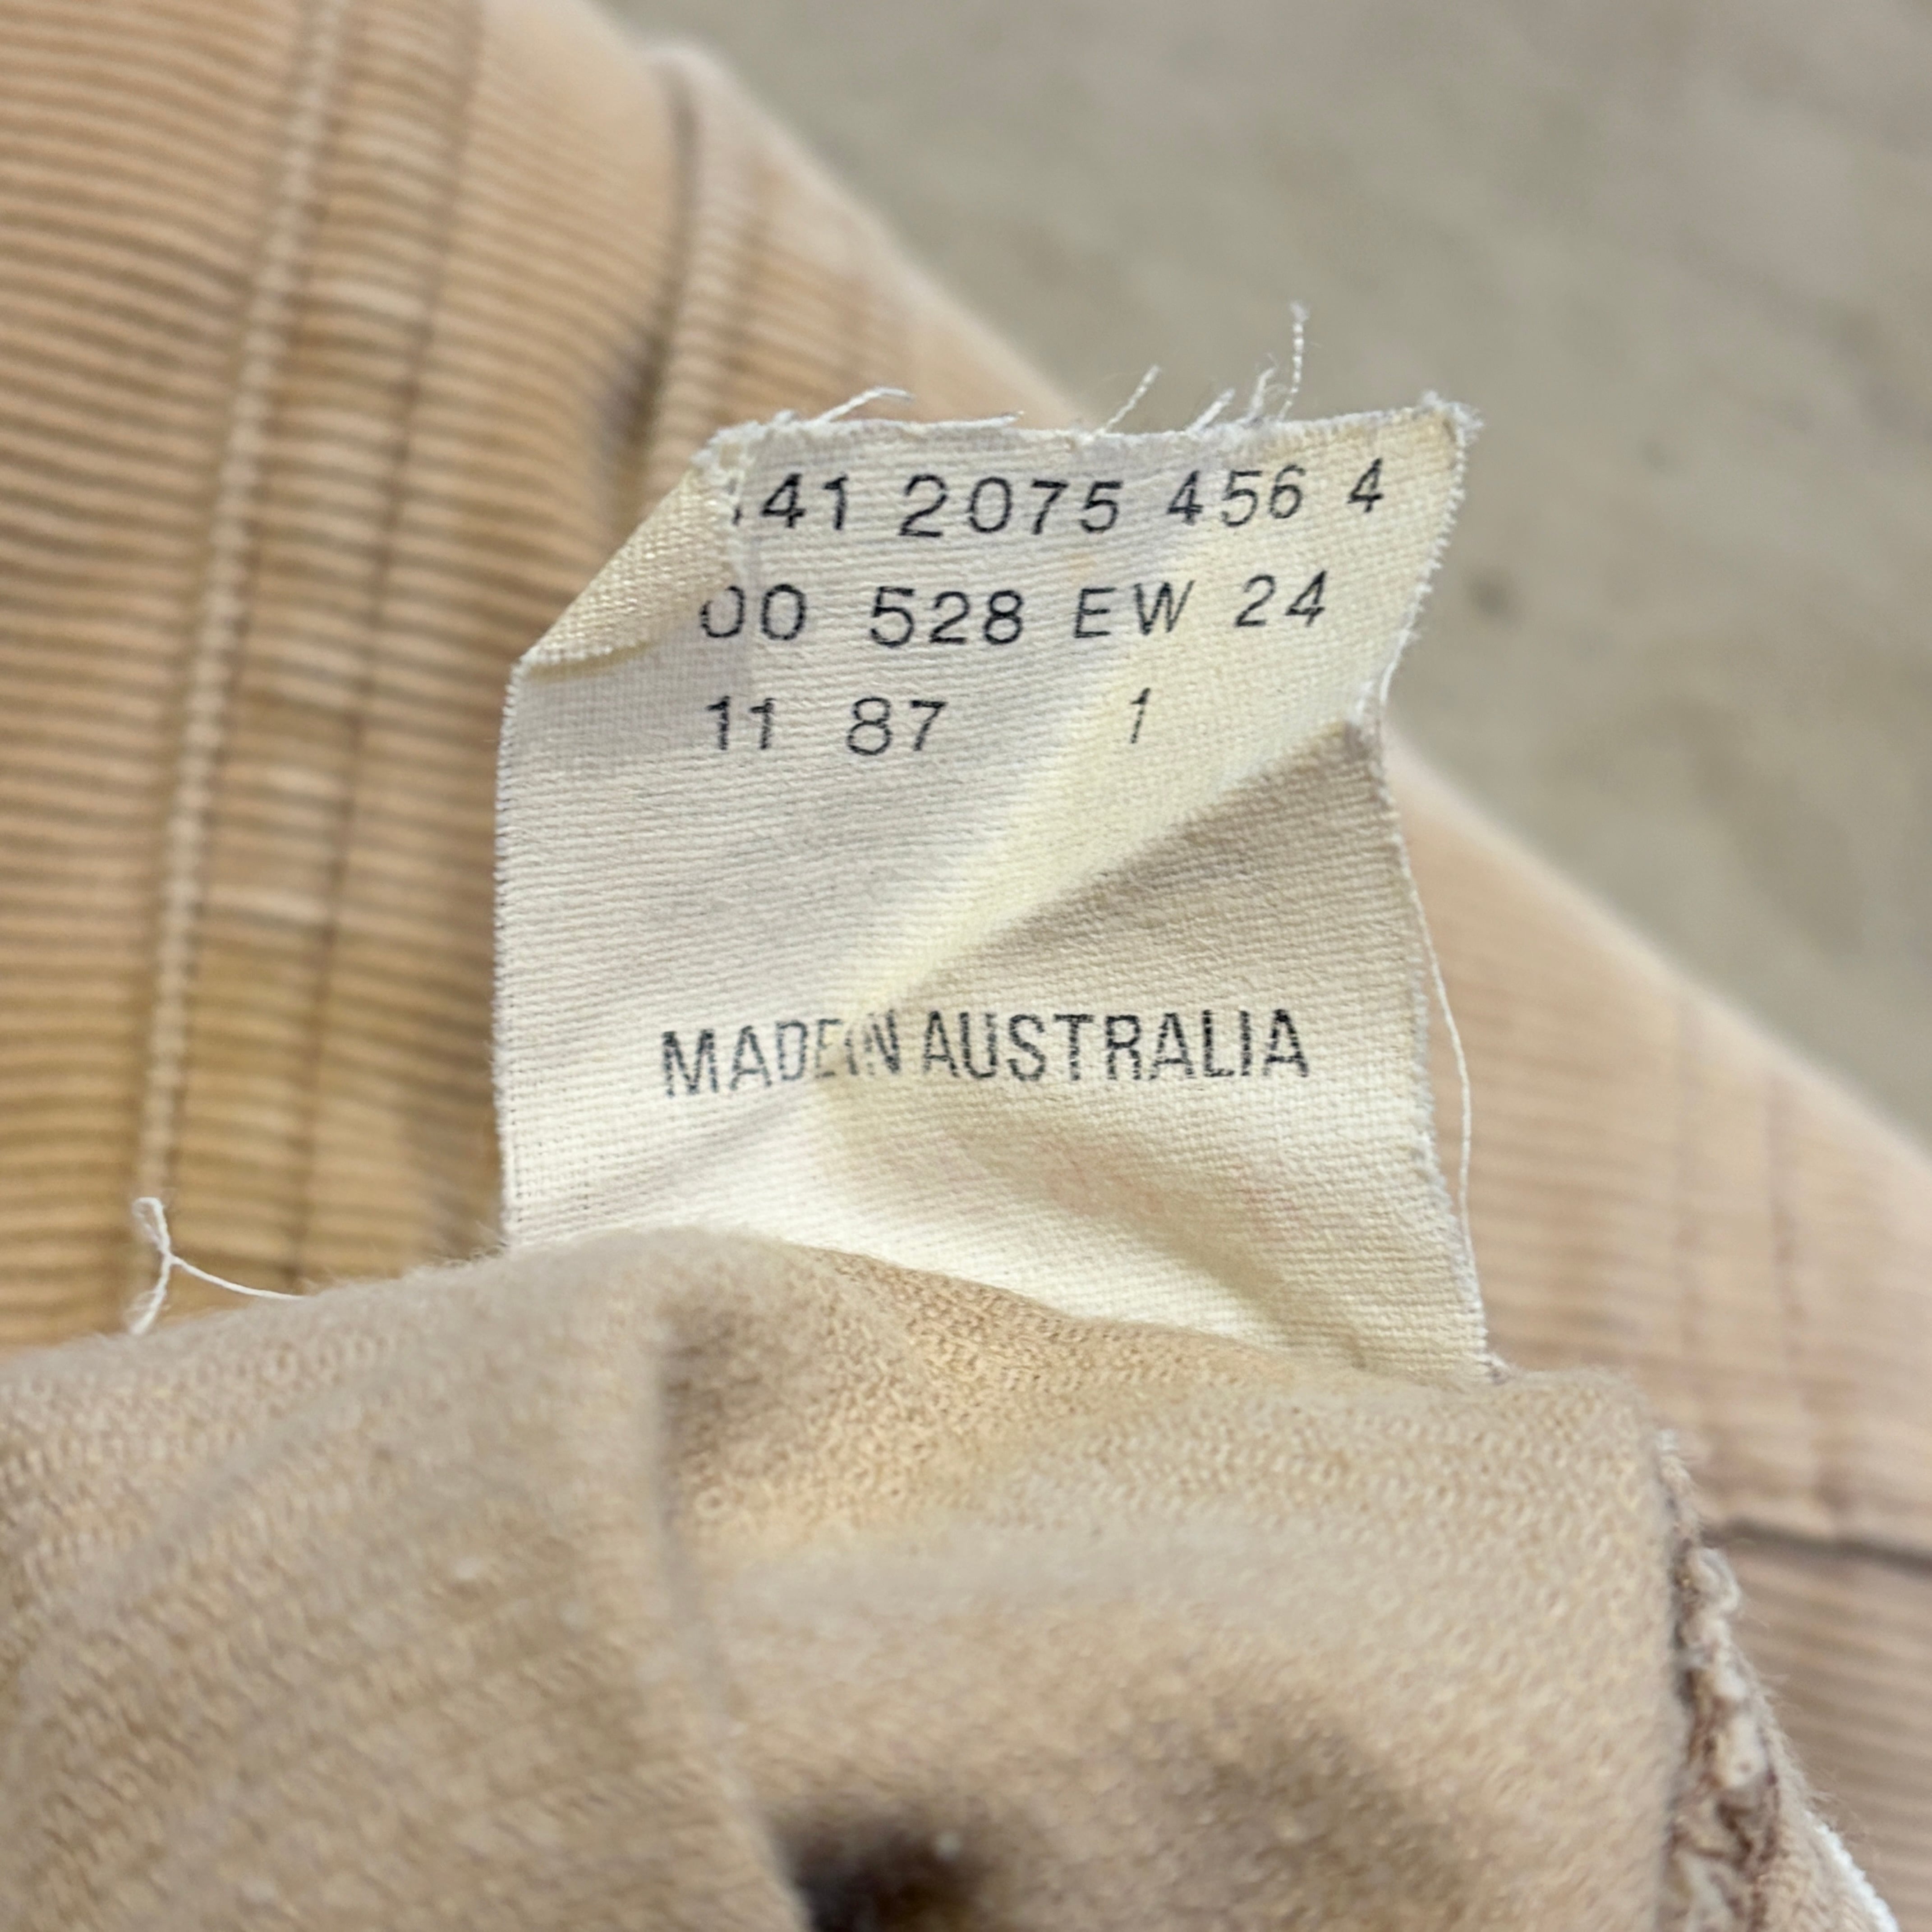 41 2075 456 4
00 528 EW 24
11 87 1
MADE IN AUSTRALIA